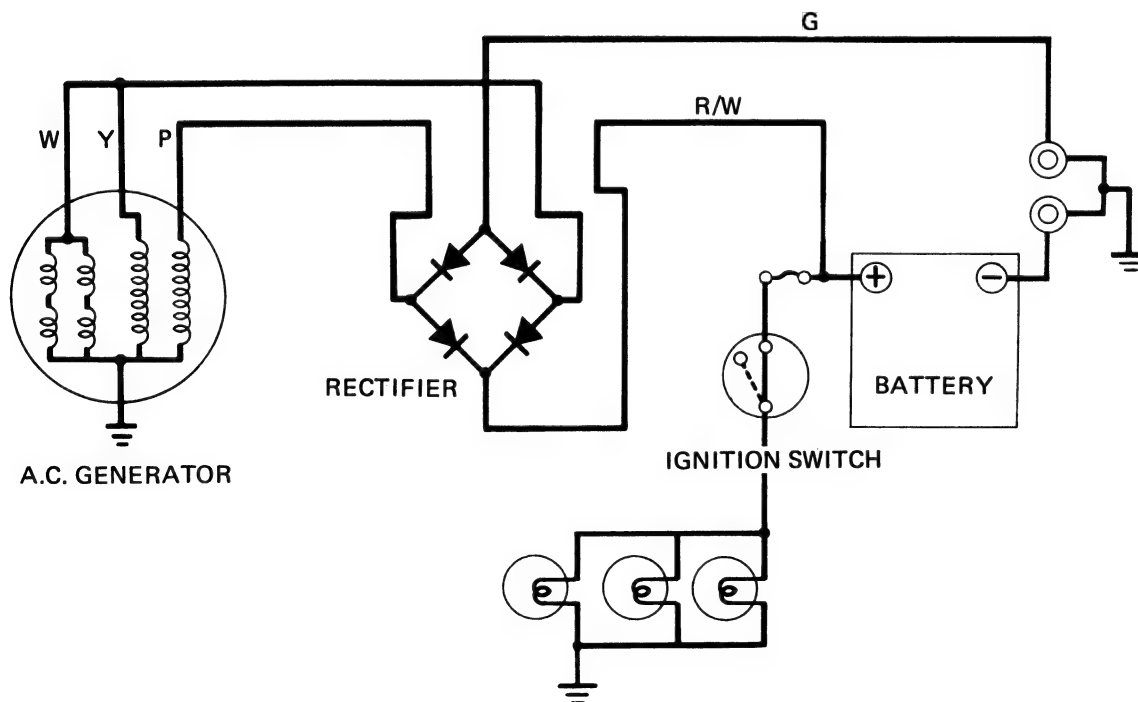 G
R/W
W Y P
+ −
RECTIFIER
BATTERY
IGNITION SWITCH
A.C. GENERATOR